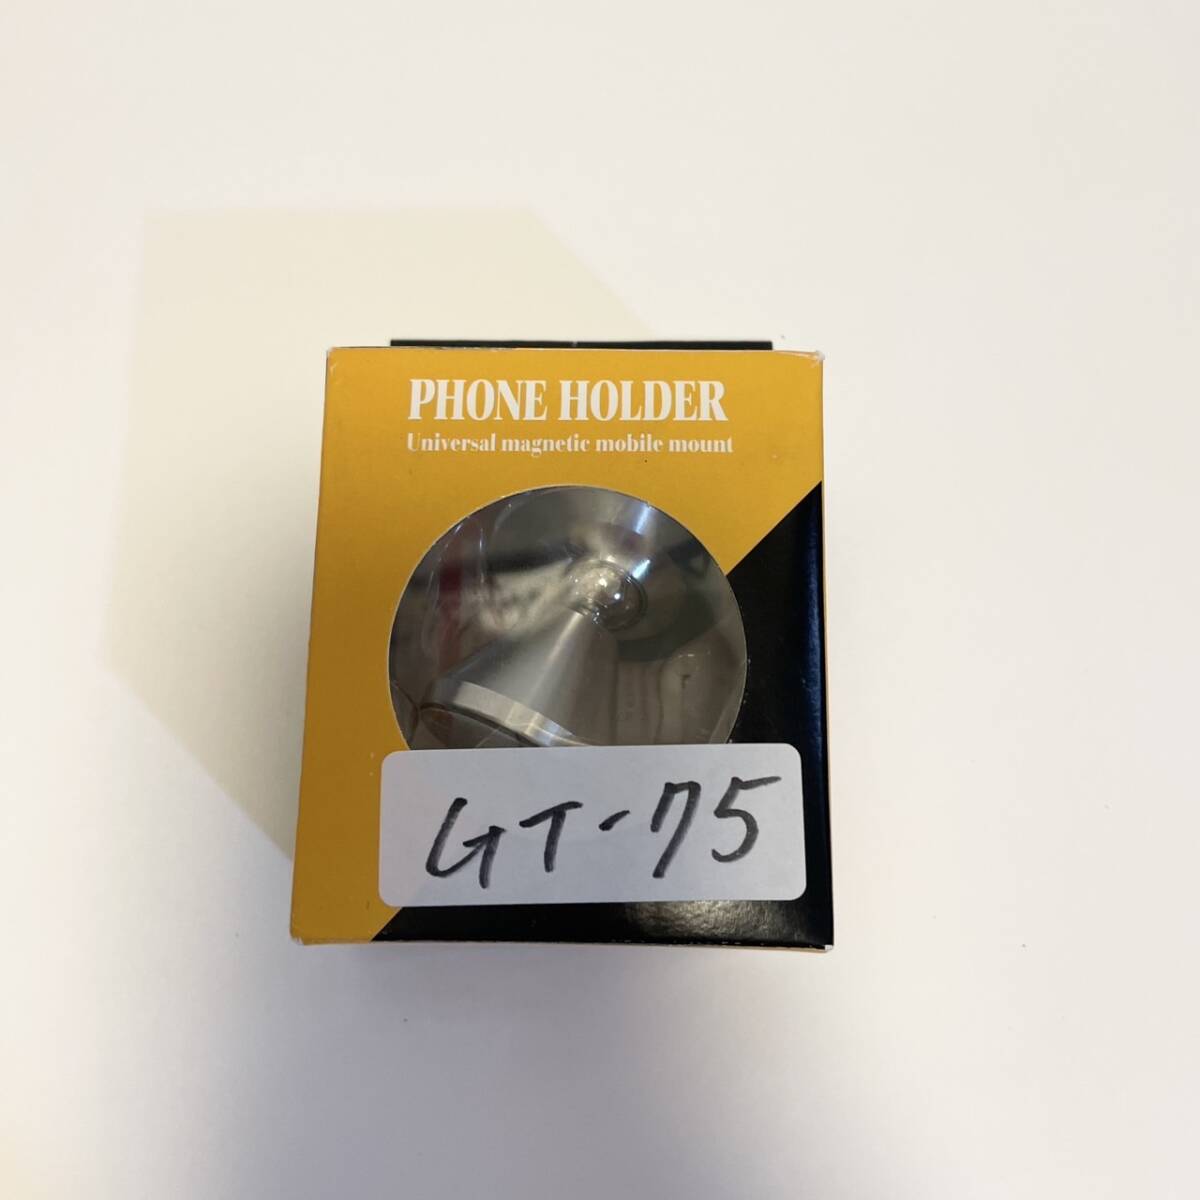 PHONE HOLDER
Universal magnetic mobile mount
GT-75